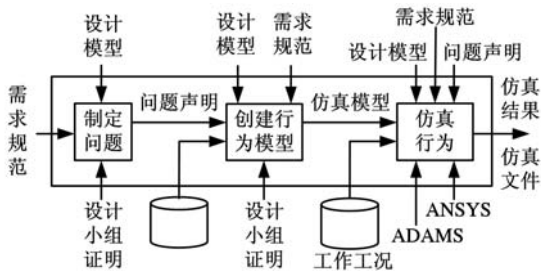 设计
模型
设计
模型
需求
规范
需求规范
设计模型
问题声明
需求
规范
制定
问题
问题声明
创建行
为模型
仿真模型
仿真
行为
仿真
结果
仿真
文件
设计
小组
证明
设计
小组
证明
工作工况
ADAMS
ANSYS